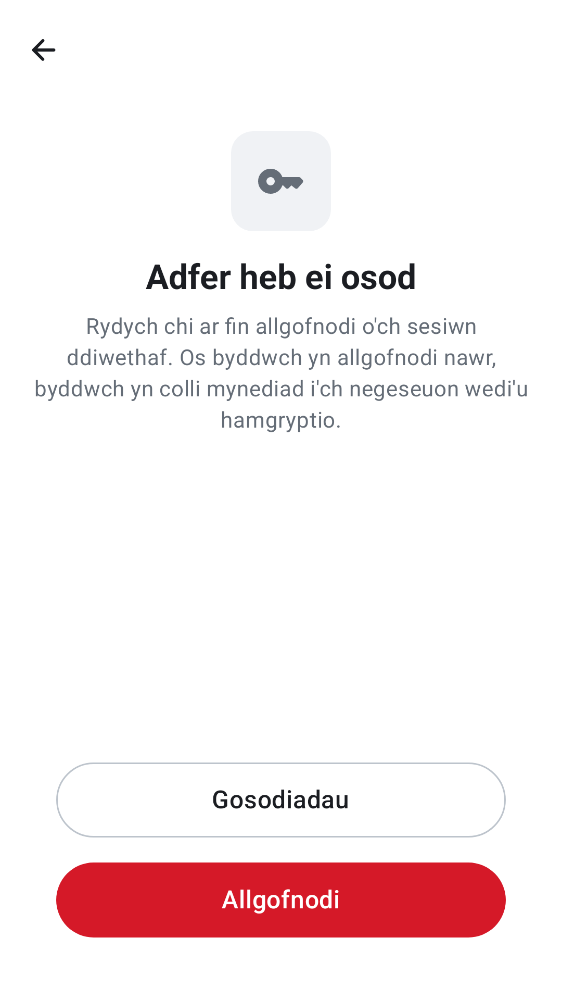 Adfer heb ei osod
Rydych chi ar fin allgofnodi o'ch sesiwn
ddiwethaf. Os byddwch yn allgofnodi nawr,
byddwch yn colli mynediad i'ch negeseuon wedi'u
hamgryptio.
Gosodiadau
Allgofnodi